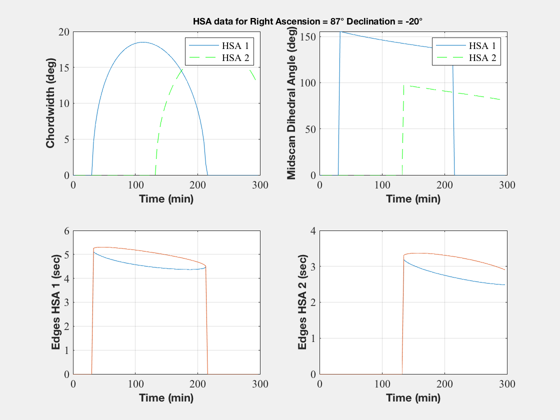 HSA data for Right Ascension = 87° Declination = -20°
Chordwidth (deg)
20
15
10
5
0
0 100 200 300
Time (min)
HSA 1
HSA 2
Midscan Dihedral Angle (deg)
150
100
50
0
0 100 200 300
Time (min)
HSA 1
HSA 2
Edges HSA 1 (sec)
6
5
4
3
2
1
0
0 100 200 300
Time (min)
Edges HSA 2 (sec)
4
3
2
1
0
0 100 200 300
Time (min)